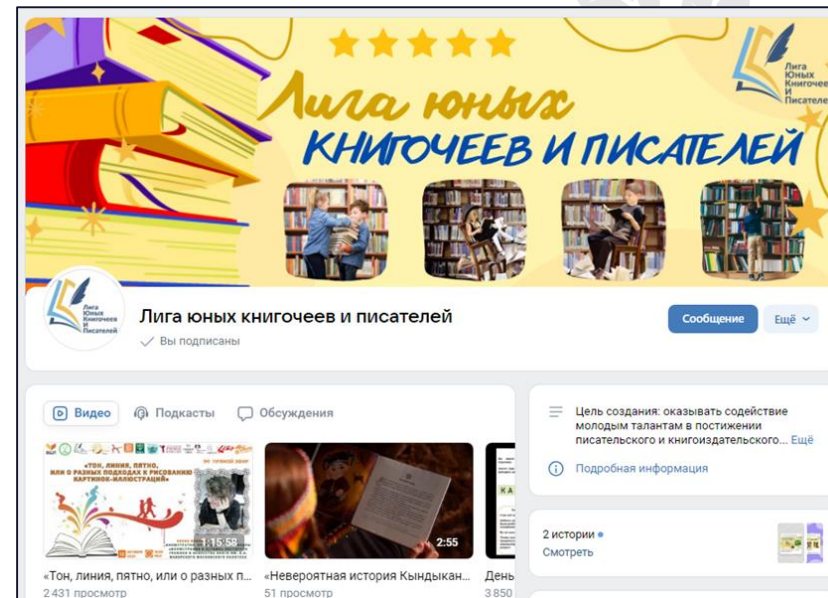 Лига юных
КНИГОЧЕЕВ И ПИСАТЕЛЕЙ
Лига
Юных
Книгочеев
И
Писателей
Лига юных книгочеев и писателей
Вы подписаны
Сообщение
Ещё
Видео
Подкасты
Обсуждения
Цель создания: оказывать содействие
молодым талантам в постижении
писательского и книгоиздательского... Ещё
Подробная информация
2 истории
Смотреть
«ТОН, ЛИНИЯ, ПЯТНО,
ИЛИ О РАЗНЫХ ПОДХОДАХ К РИСОВАНИЮ
КАРТИНОК-ИЛЛЮСТРАЦИЙ»
1:15:58
2:55
«Тон, линия, пятно, или о разных п...
2 431 просмотр
«Невероятная история Кындыкан...
51 просмотр
День
3 850